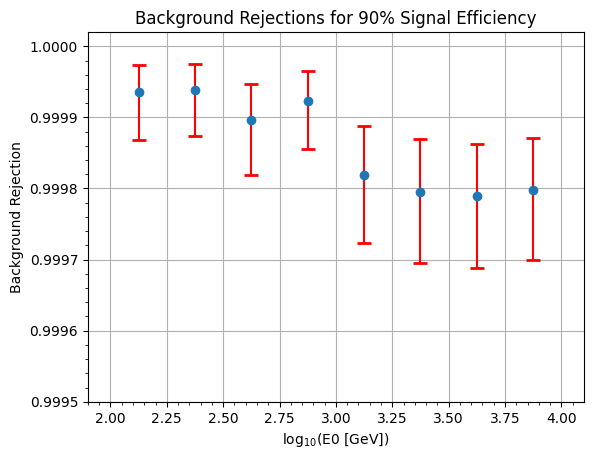 Background Rejections for 90% Signal Efficiency
1.0000
0.9999
0.9998
0.9997
0.9996
0.9995
Background Rejection
2.00 2.25 2.50 2.75 3.00 3.25 3.50 3.75 4.00
log₁₀(E0 [GeV])